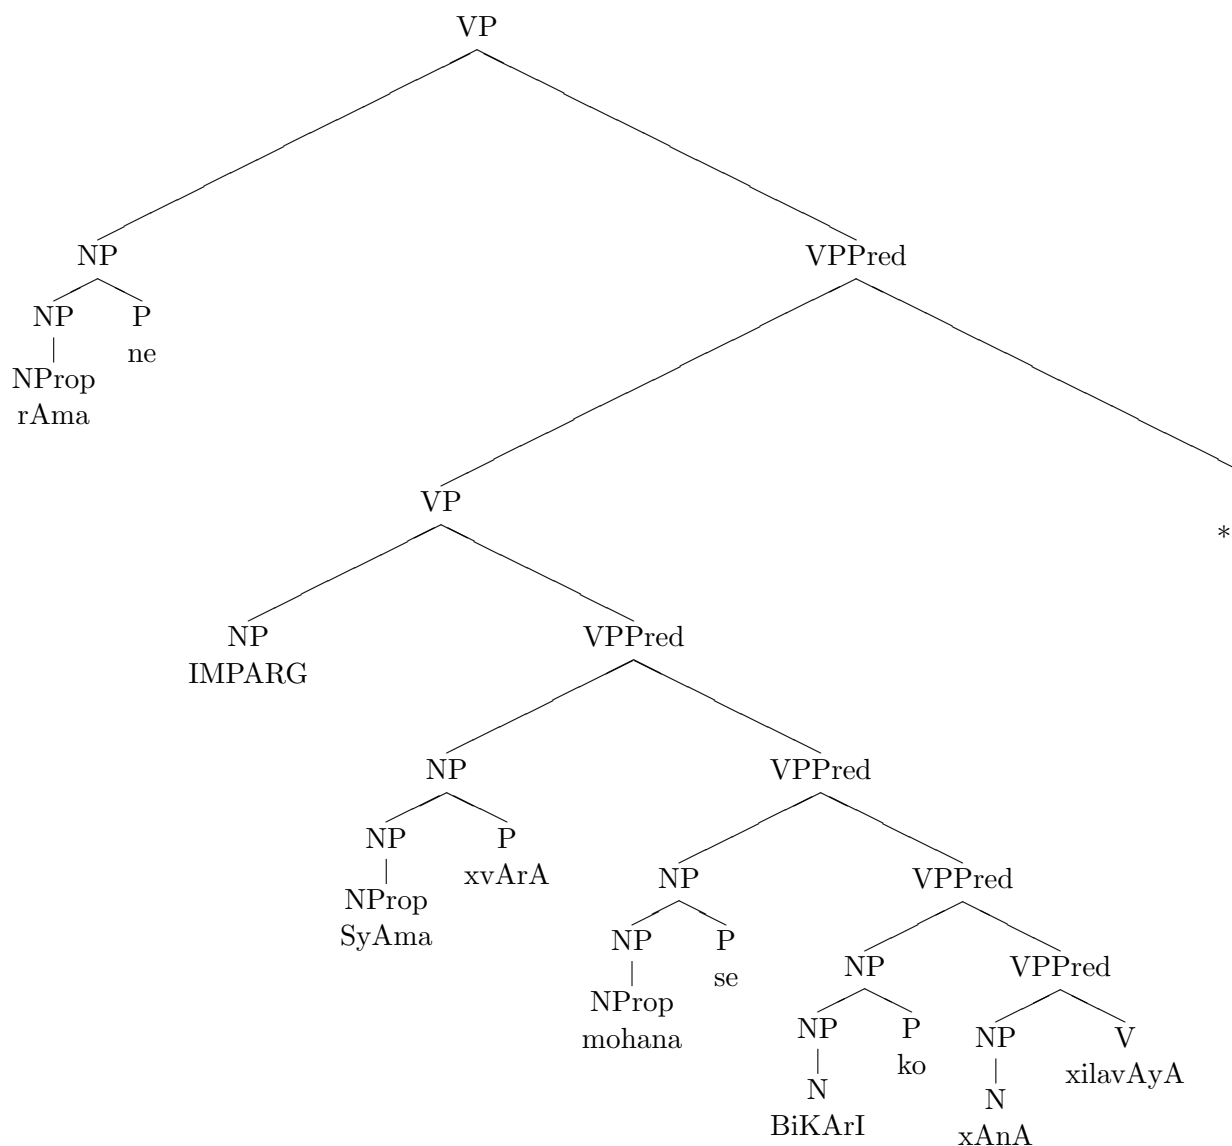 VP
NP VPPred
NP P
ne
NProp
rAma
VP
*
NP VPPred
IMPARG
NP VPPred
NP P
xvArA
NProp
SyAma
NP VPPred
NP P
se
NProp
mohana
NP VPPred
NP P
ko
N
BiKArI
NP V
xilavAyA
N
xAnA